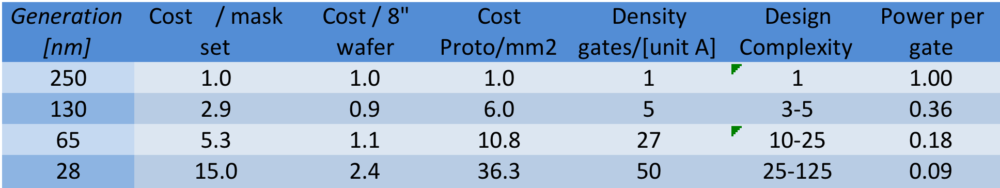 Generation Cost / mask Cost / 8" Cost Density Design Power per
[nm] set wafer Proto/mm2 gates/[unit A] Complexity gate
250 1.0 1.0 1.0 1 1 1.00
130 2.9 0.9 6.0 5 3-5 0.36
65 5.3 1.1 10.8 27 10-25 0.18
28 15.0 2.4 36.3 50 25-125 0.09